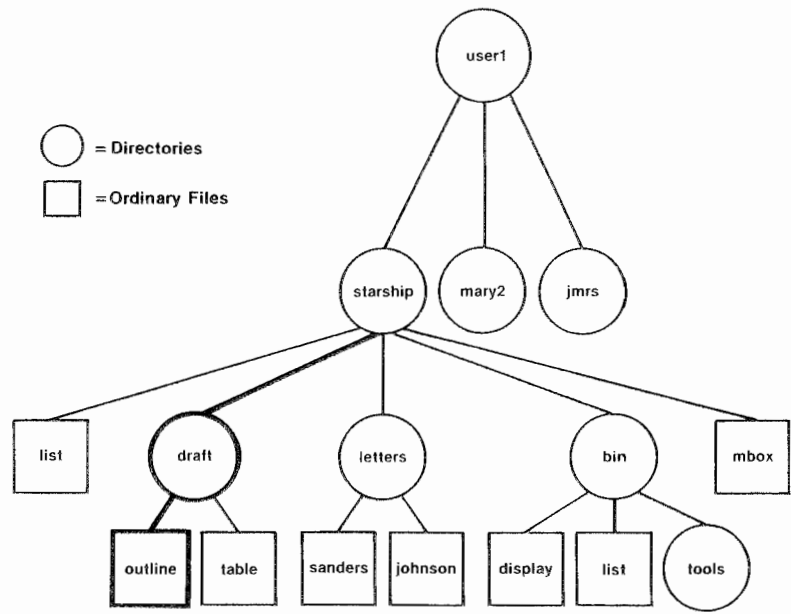 user1
= Directories
= Ordinary Files
starship
mary2
jmrs
list
draft
letters
bin
mbox
outline
table
sanders
johnson
display
list
tools